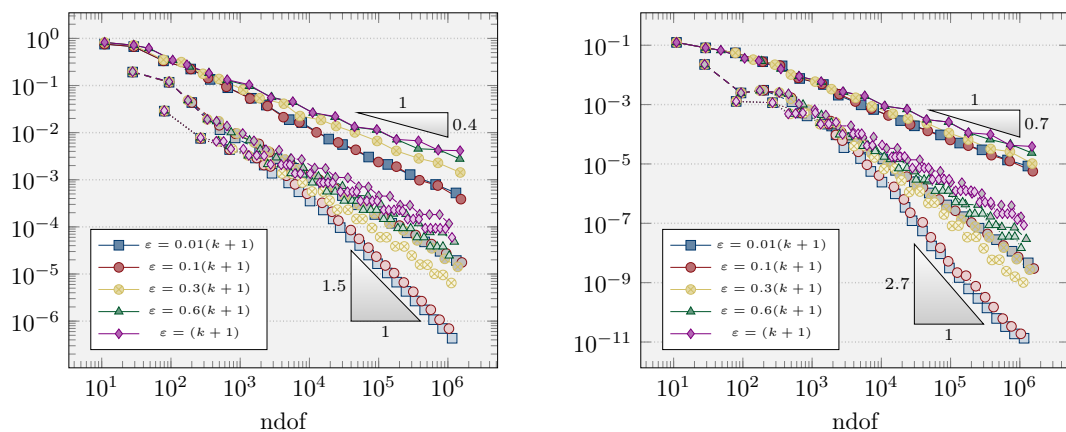 10^0
10^−1
10^−2
10^−3
10^−4
10^−5
10^−6
1
0.4
1.5
1
ε = 0.01(k + 1)
ε = 0.1(k + 1)
ε = 0.3(k + 1)
ε = 0.6(k + 1)
ε = (k + 1)
10^1 10^2 10^3 10^4 10^5 10^6
ndof
10^−1
10^−3
10^−5
10^−7
10^−9
10^−11
1
0.7
2.7
1
ε = 0.01(k + 1)
ε = 0.1(k + 1)
ε = 0.3(k + 1)
ε = 0.6(k + 1)
ε = (k + 1)
10^1 10^2 10^3 10^4 10^5 10^6
ndof